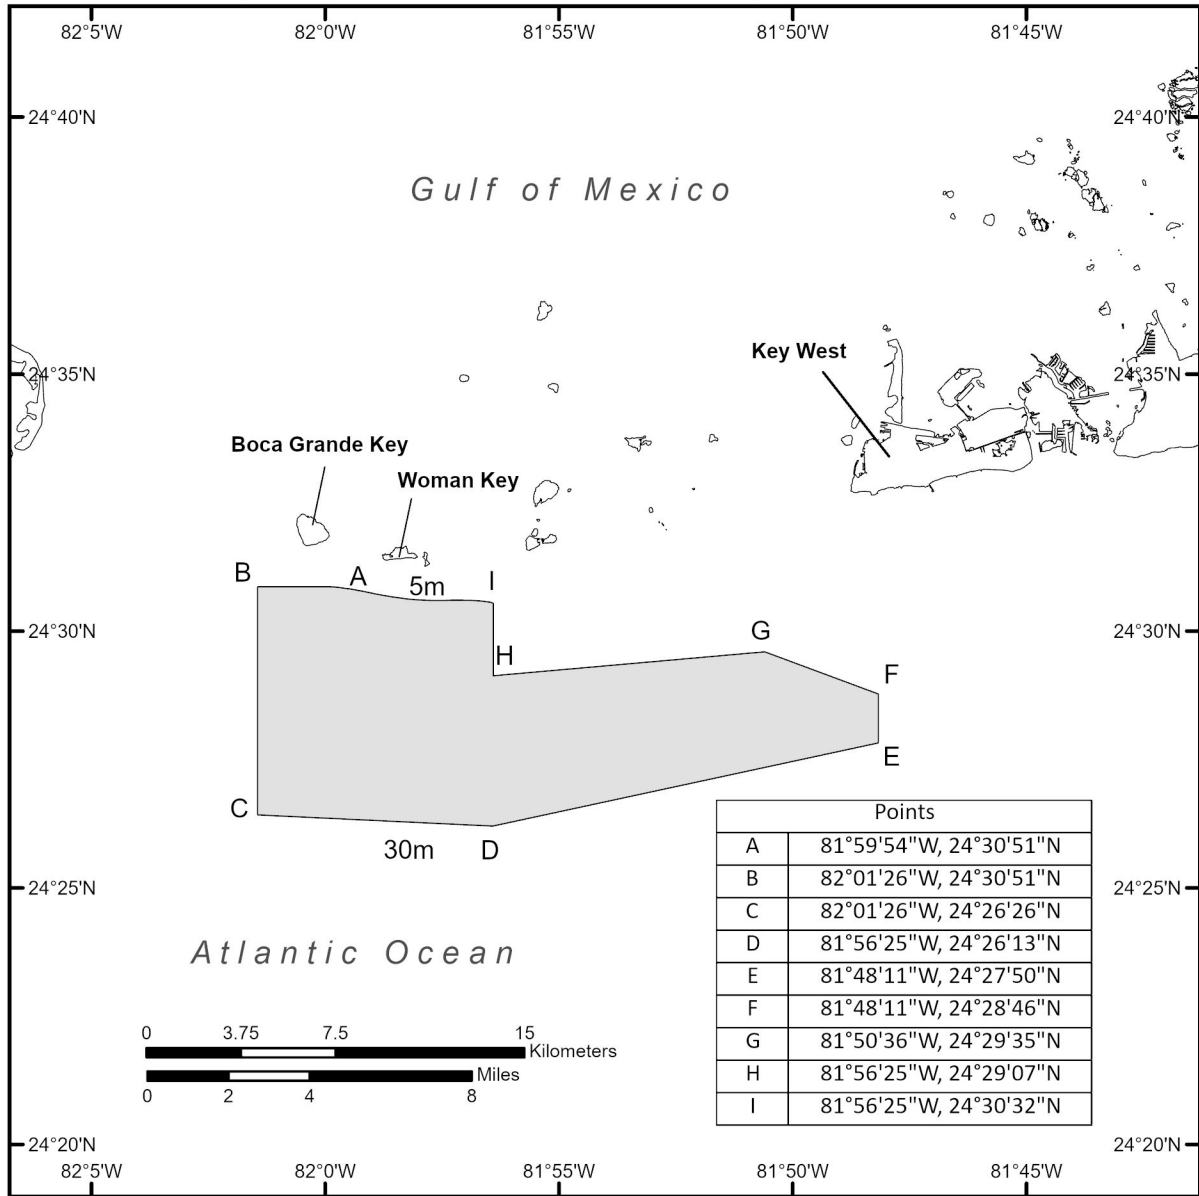 82°5'W 82°0'W 81°55'W 81°50'W 81°45'W
24°40'N 24°40'N
Gulf of Mexico
Key West
24°35'N 24°35'N
Boca Grande Key
Woman Key
B A 5m I
24°30'N 24°30'N
G
H
F
E
C
30m D
Points
A 81°59'54"W, 24°30'51"N
B 82°01'26"W, 24°30'51"N
C 82°01'26"W, 24°26'26"N
D 81°56'25"W, 24°26'13"N
E 81°48'11"W, 24°27'50"N
F 81°48'11"W, 24°28'46"N
G 81°50'36"W, 24°29'35"N
H 81°56'25"W, 24°29'07"N
I 81°56'25"W, 24°30'32"N
24°25'N 24°25'N
Atlantic Ocean
0 3.75 7.5 15
Kilometers
Miles
0 2 4 8
24°20'N 24°20'N
82°5'W 82°0'W 81°55'W 81°50'W 81°45'W